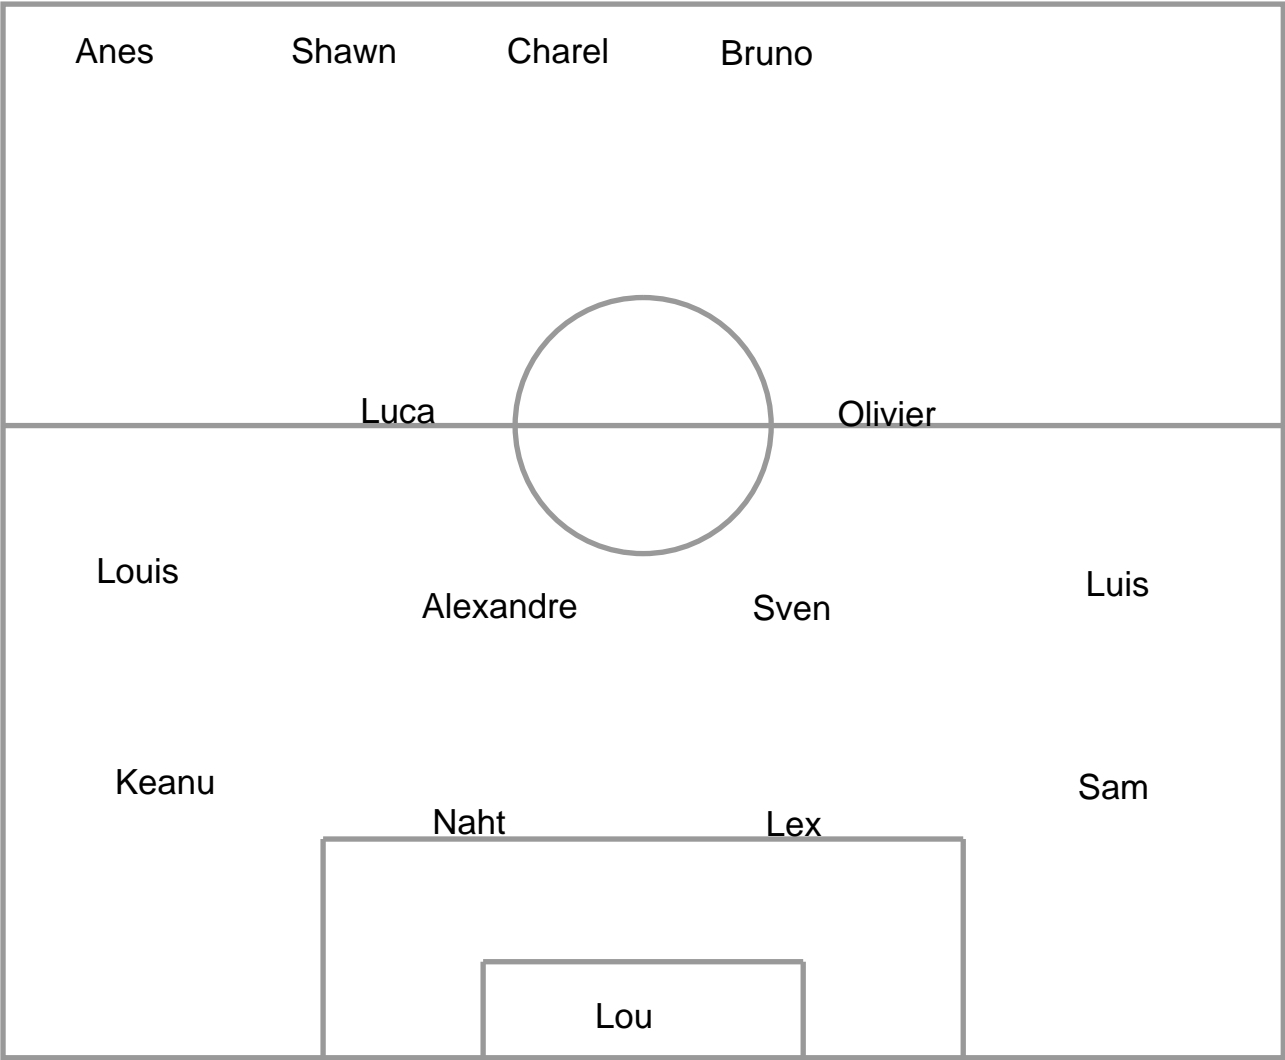 Anes Shawn Charel Bruno
Luca Olivier
Louis Luis
Alexandre Sven
Keanu Sam
Naht Lex
Lou